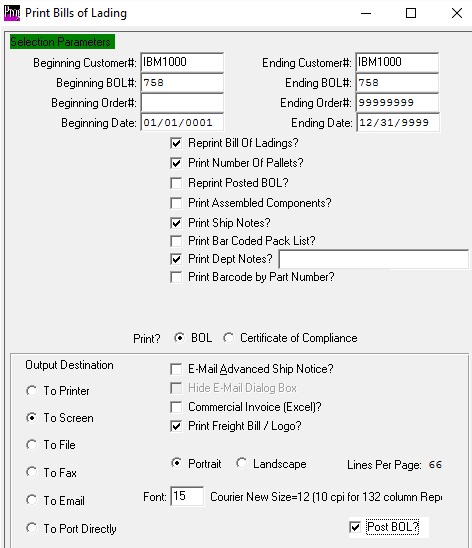 Print Bills of Lading
Selection Parameters:
Beginning Customer#: IBM1000 Ending Customer#: IBM1000
Beginning BOL#: 758 Ending BOL#: 758
Beginning Order#: Ending Order#: 99999999
Beginning Date: 01/01/0001 Ending Date: 12/31/9999
Reprint Bill Of Ladings?
Print Number Of Pallets?
Reprint Posted BOL?
Print Assembled Components?
Print Ship Notes?
Print Bar Coded Pack List?
Print Dept Notes?
Print Barcode by Part Number?
Print? BOL Certificate of Compliance
Output Destination
To Printer
To Screen
To File
To Fax
To Email
To Port Directly
E-Mail Advanced Ship Notice?
Hide E-Mail Dialog Box
Commercial Invoice (Excel)?
Print Freight Bill / Logo?
Portrait Landscape Lines Per Page: 66
Font: 15 Courier New Size=12 (10 cpi for 132 column Repo
Post BOL?